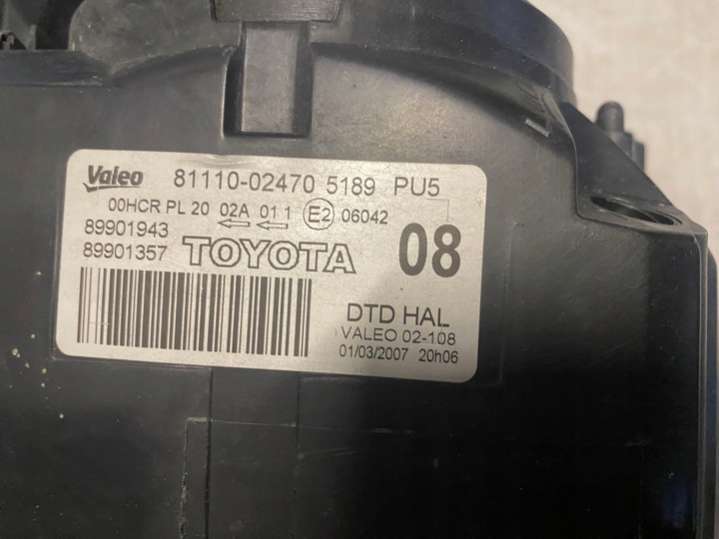 Valeo 81110-02470 5189 PU5
00HCR PL 20 02A 01 1 E2 06042
89901943
89901357 TOYOTA 08
DTD HAL
VALEO 02-108
01/03/2007 20h06